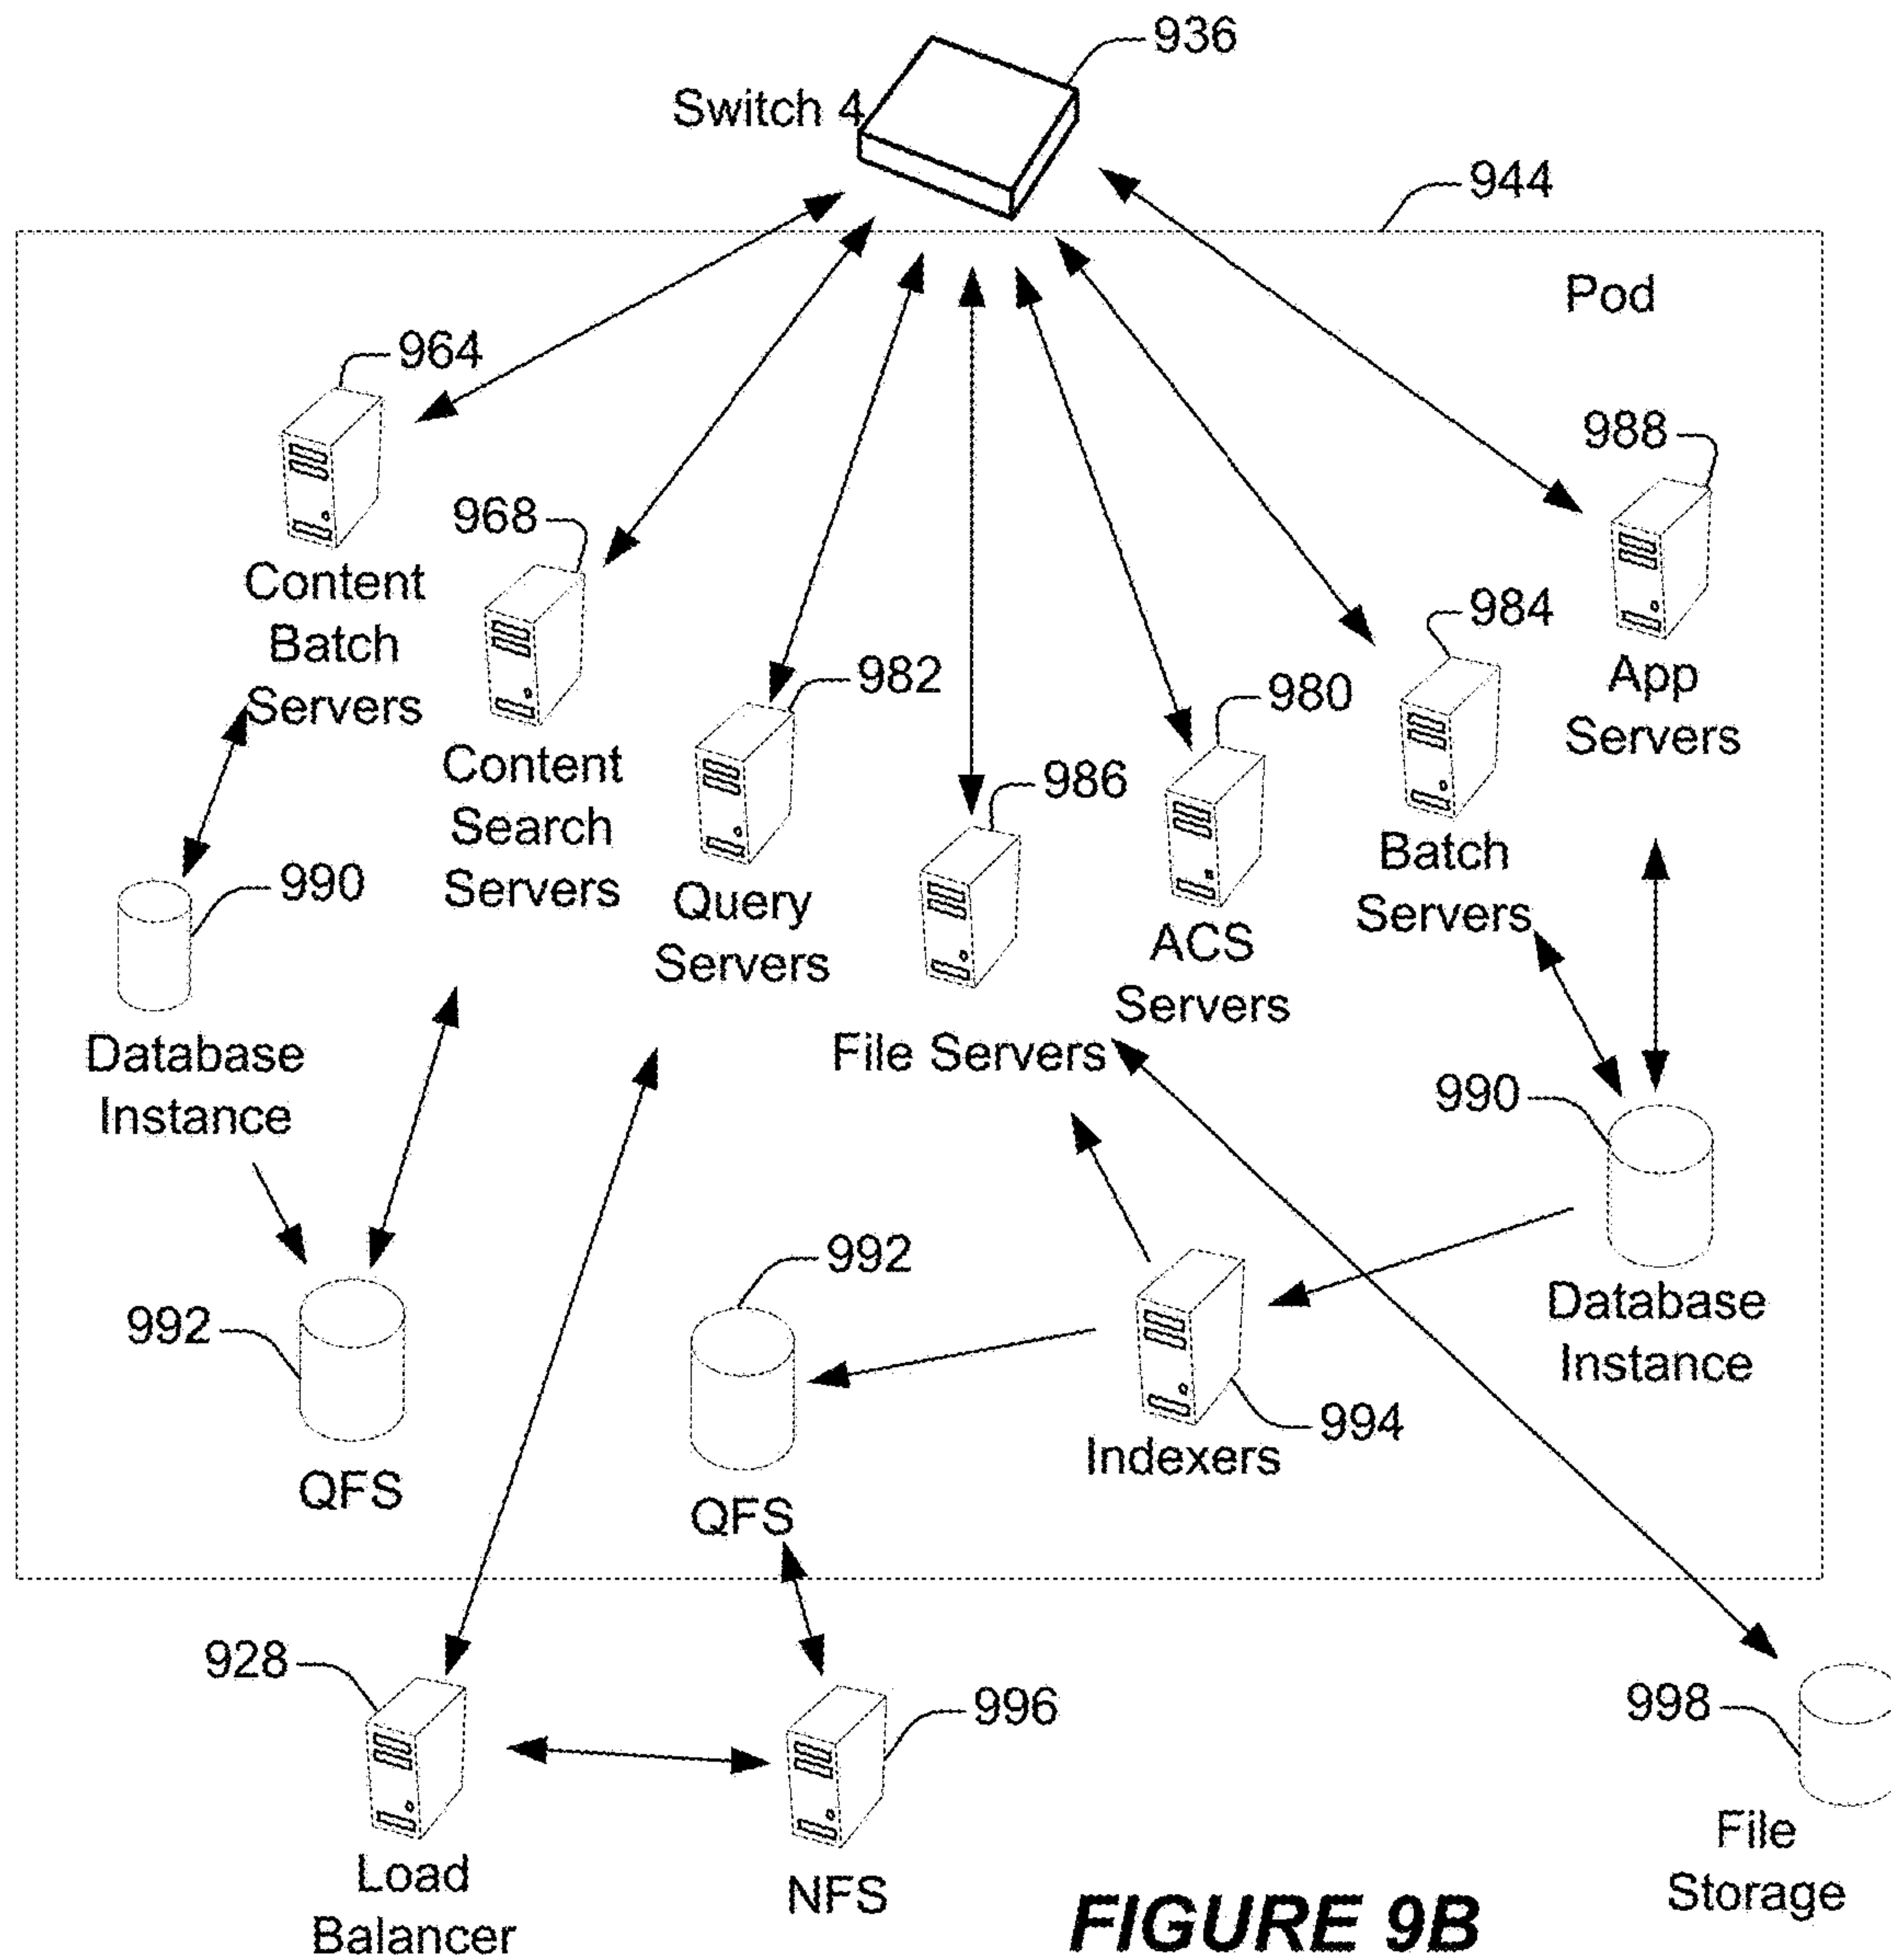 936
Switch 4
944
Pod
964
988
968
Content
Batch
Servers
984
App
Servers
982
980
Content
Search
Servers
986
Batch
Servers
990
Query
Servers
ACS
Servers
Database
Instance
File Servers
990
992
992
Database
Instance
994
Indexers
QFS
QFS
928
996
998
Load
Balancer
NFS
File
Storage
FIGURE 9B